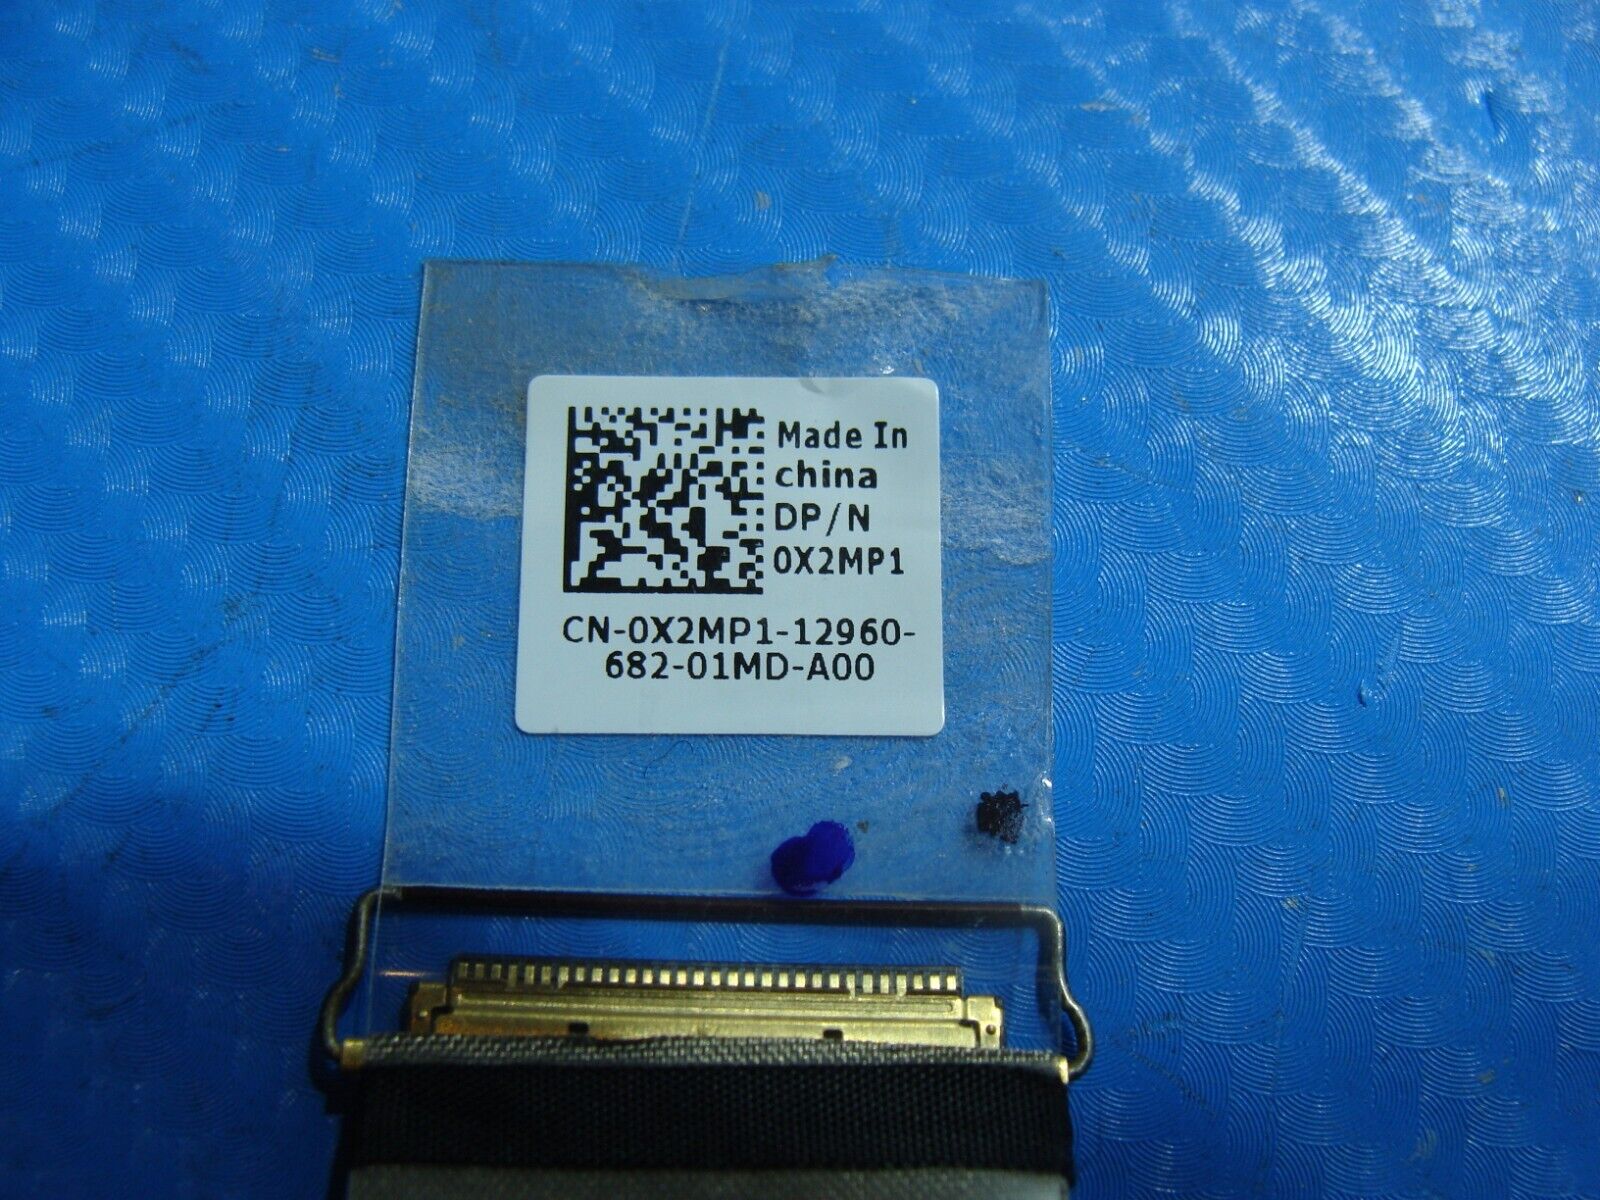 Made In
china
DP/N
0X2MP1
CN-0X2MP1-12960-
682-01MD-A00